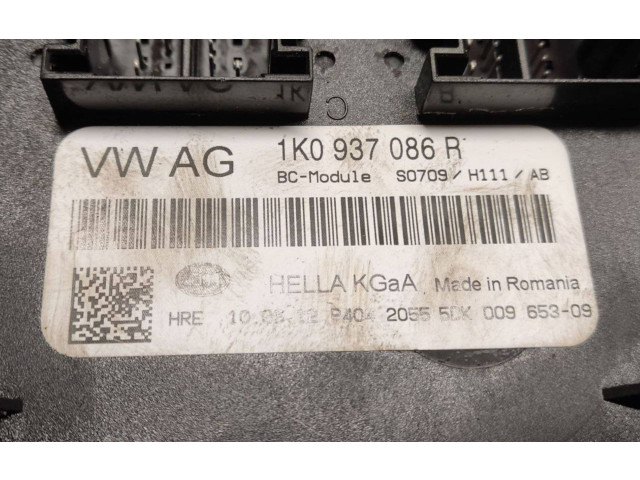 C
VW AG 1K0 937 086 R
BC-Module S0709 / H111 / AB
HELLA KGaA Made in Romania
HRE 2055 5DK 009 653-09